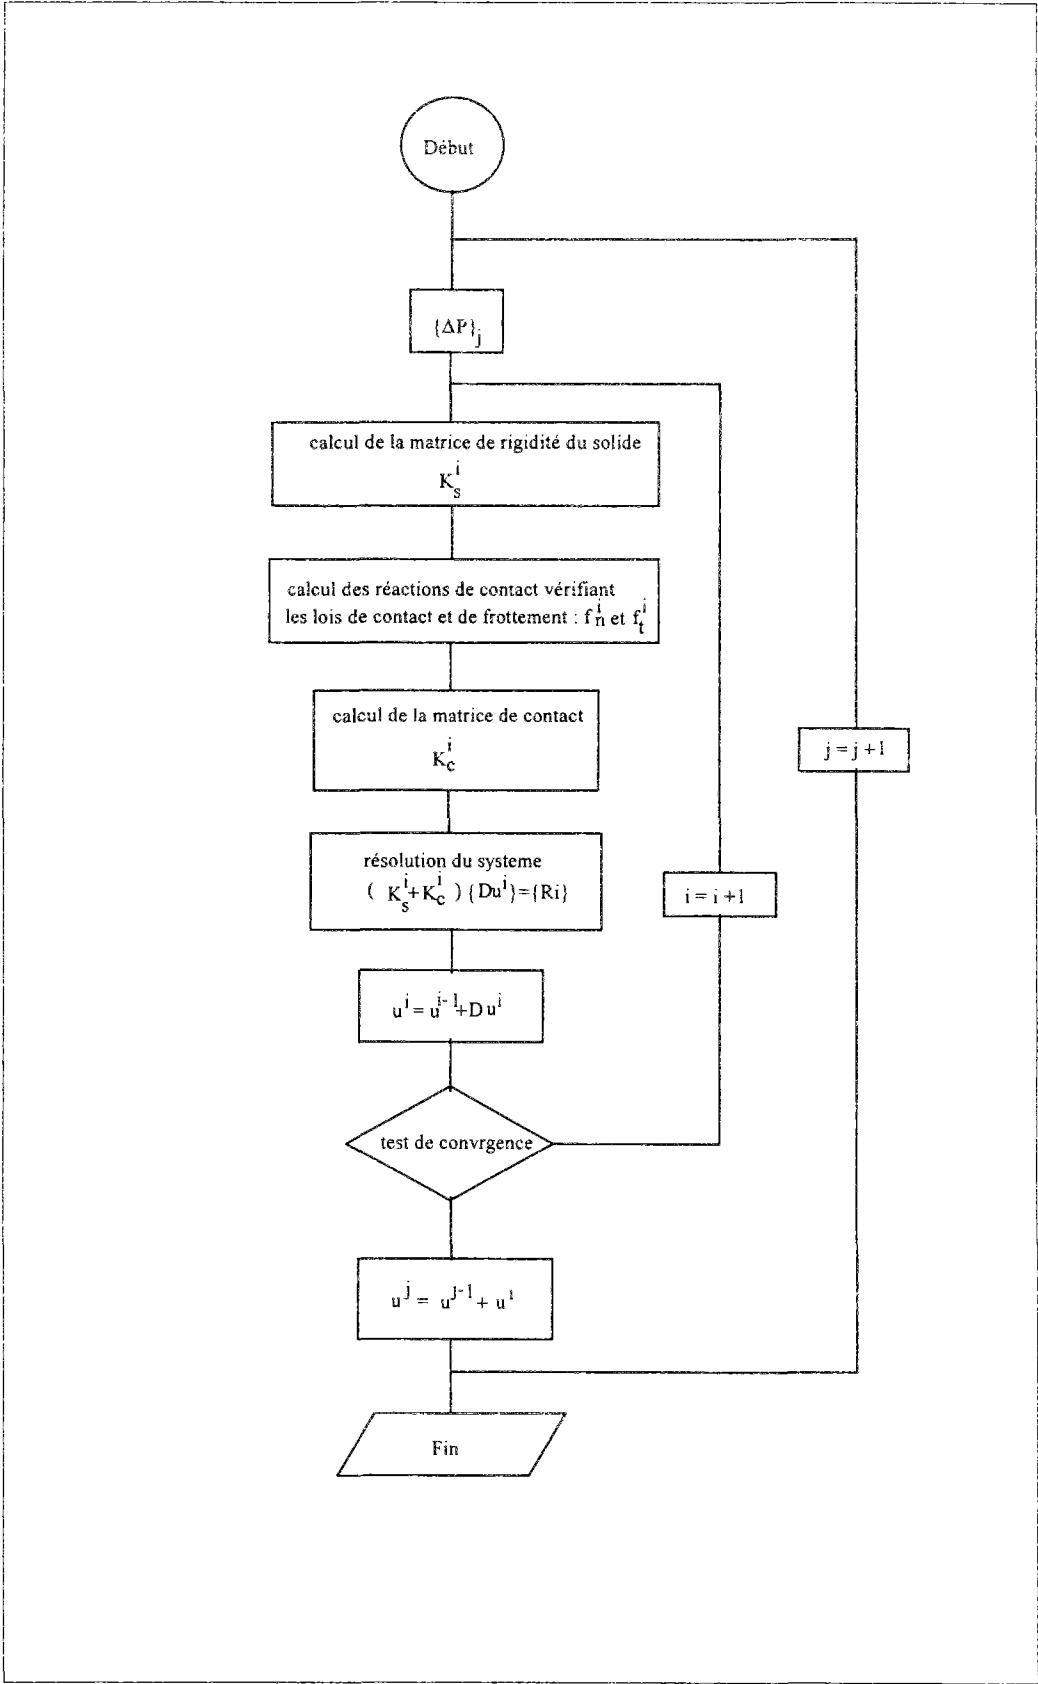 Début
{ΔP}j
calcul de la matrice de rigidité du solide
K_s^i
calcul des réactions de contact vérifiant
les lois de contact et de frottement : f_n^i et f_t^i
calcul de la matrice de contact
K_c^i
j = j +1
résolution du systeme
( K_s^i+K_c^i ) {Du^i}={Ri}
i = i +1
u^i = u^i-1+D u^i
test de convrgence
u^j = u^j-1 + u^i
Fin